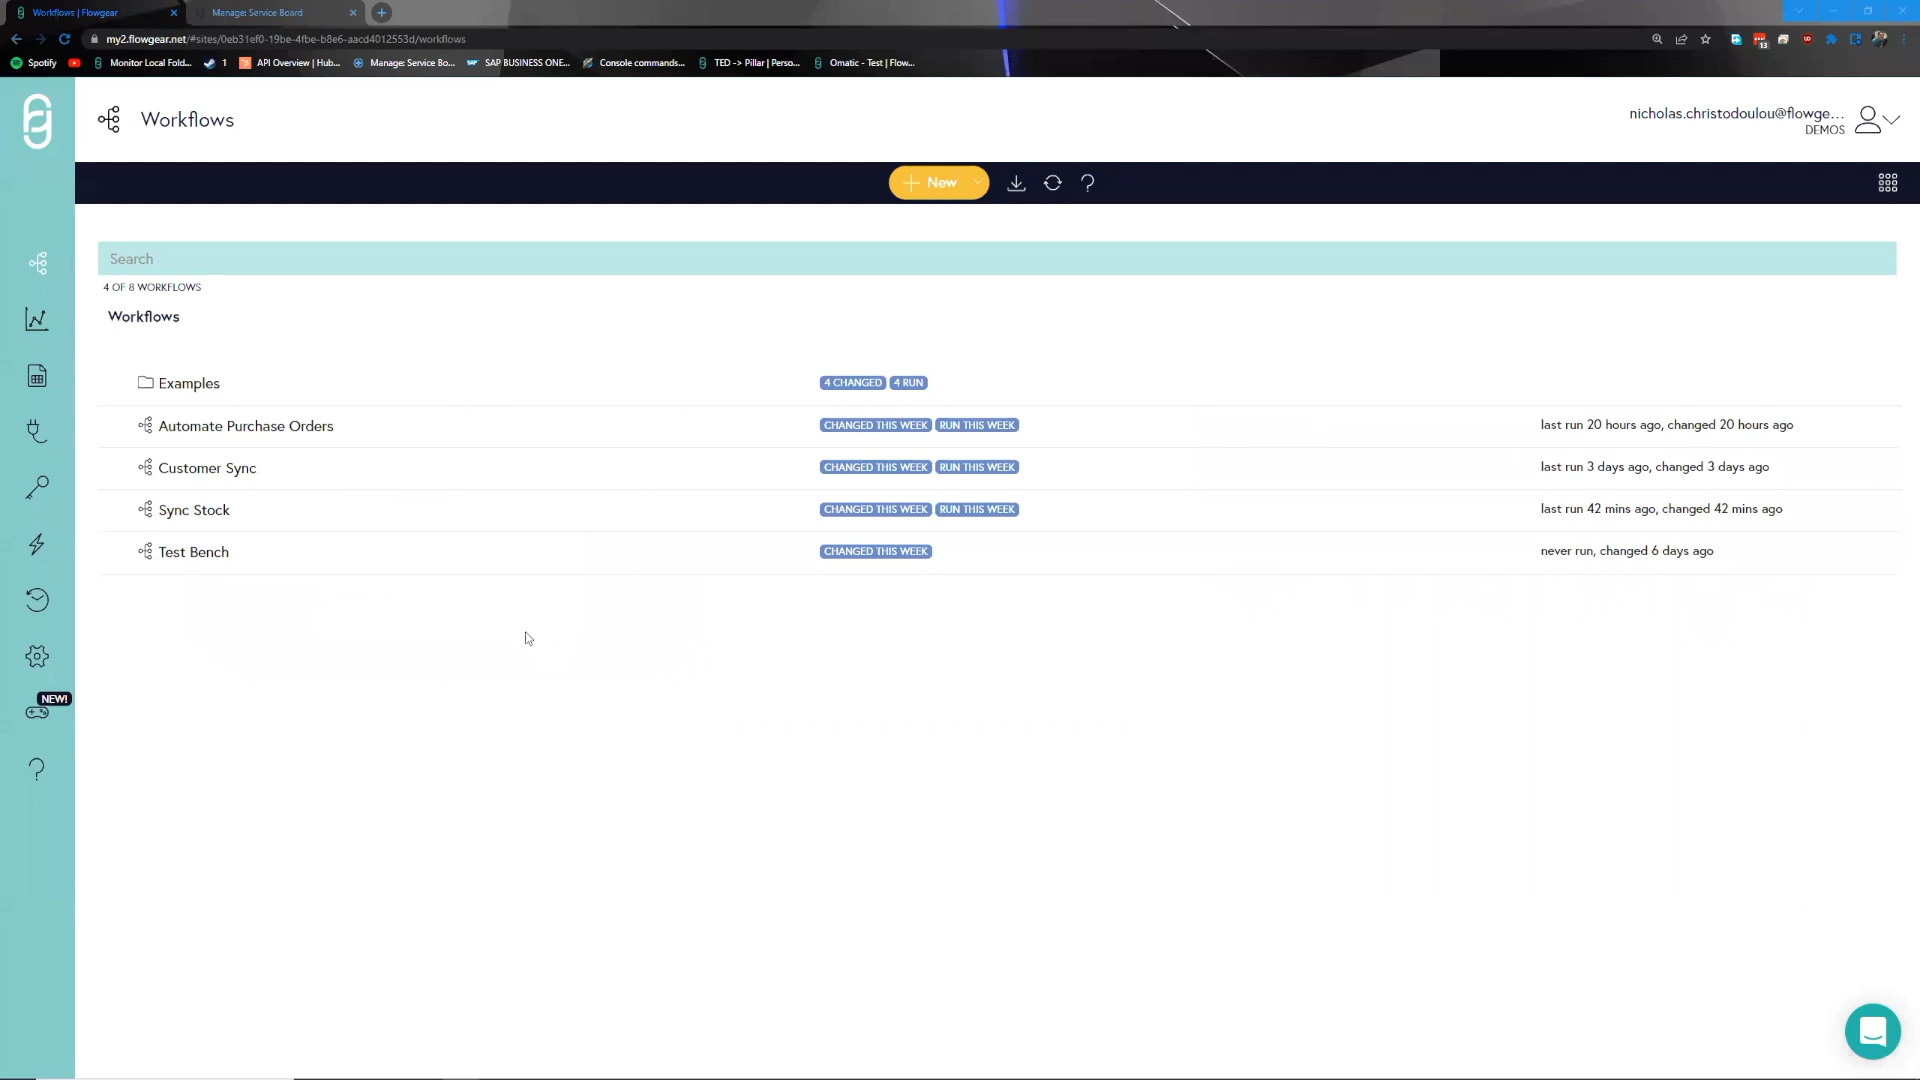 Workflows | Flowgear
Manage: Service Board
my2.flowgear.net/#sites/0eb31ef0-19be-4fbe-b8e6-aacd4012553d/workflows
13
Spotify
Monitor Local Fold...
1
API Overview | Hub...
Manage: Service Bo...
SAP BUSINESS ONE...
Console commands...
TED -> Pillar | Perso...
Omatic - Test | Flow...
Workflows
nicholas.christodoulou@flowge...
DEMOS
New
Search
4 OF 8 WORKFLOWS
Workflows
Examples 4 CHANGED 4 RUN
Automate Purchase Orders CHANGED THIS WEEK RUN THIS WEEK last run 20 hours ago, changed 20 hours ago
Customer Sync CHANGED THIS WEEK RUN THIS WEEK last run 3 days ago, changed 3 days ago
Sync Stock CHANGED THIS WEEK RUN THIS WEEK last run 42 mins ago, changed 42 mins ago
Test Bench CHANGED THIS WEEK never run, changed 6 days ago
NEW!